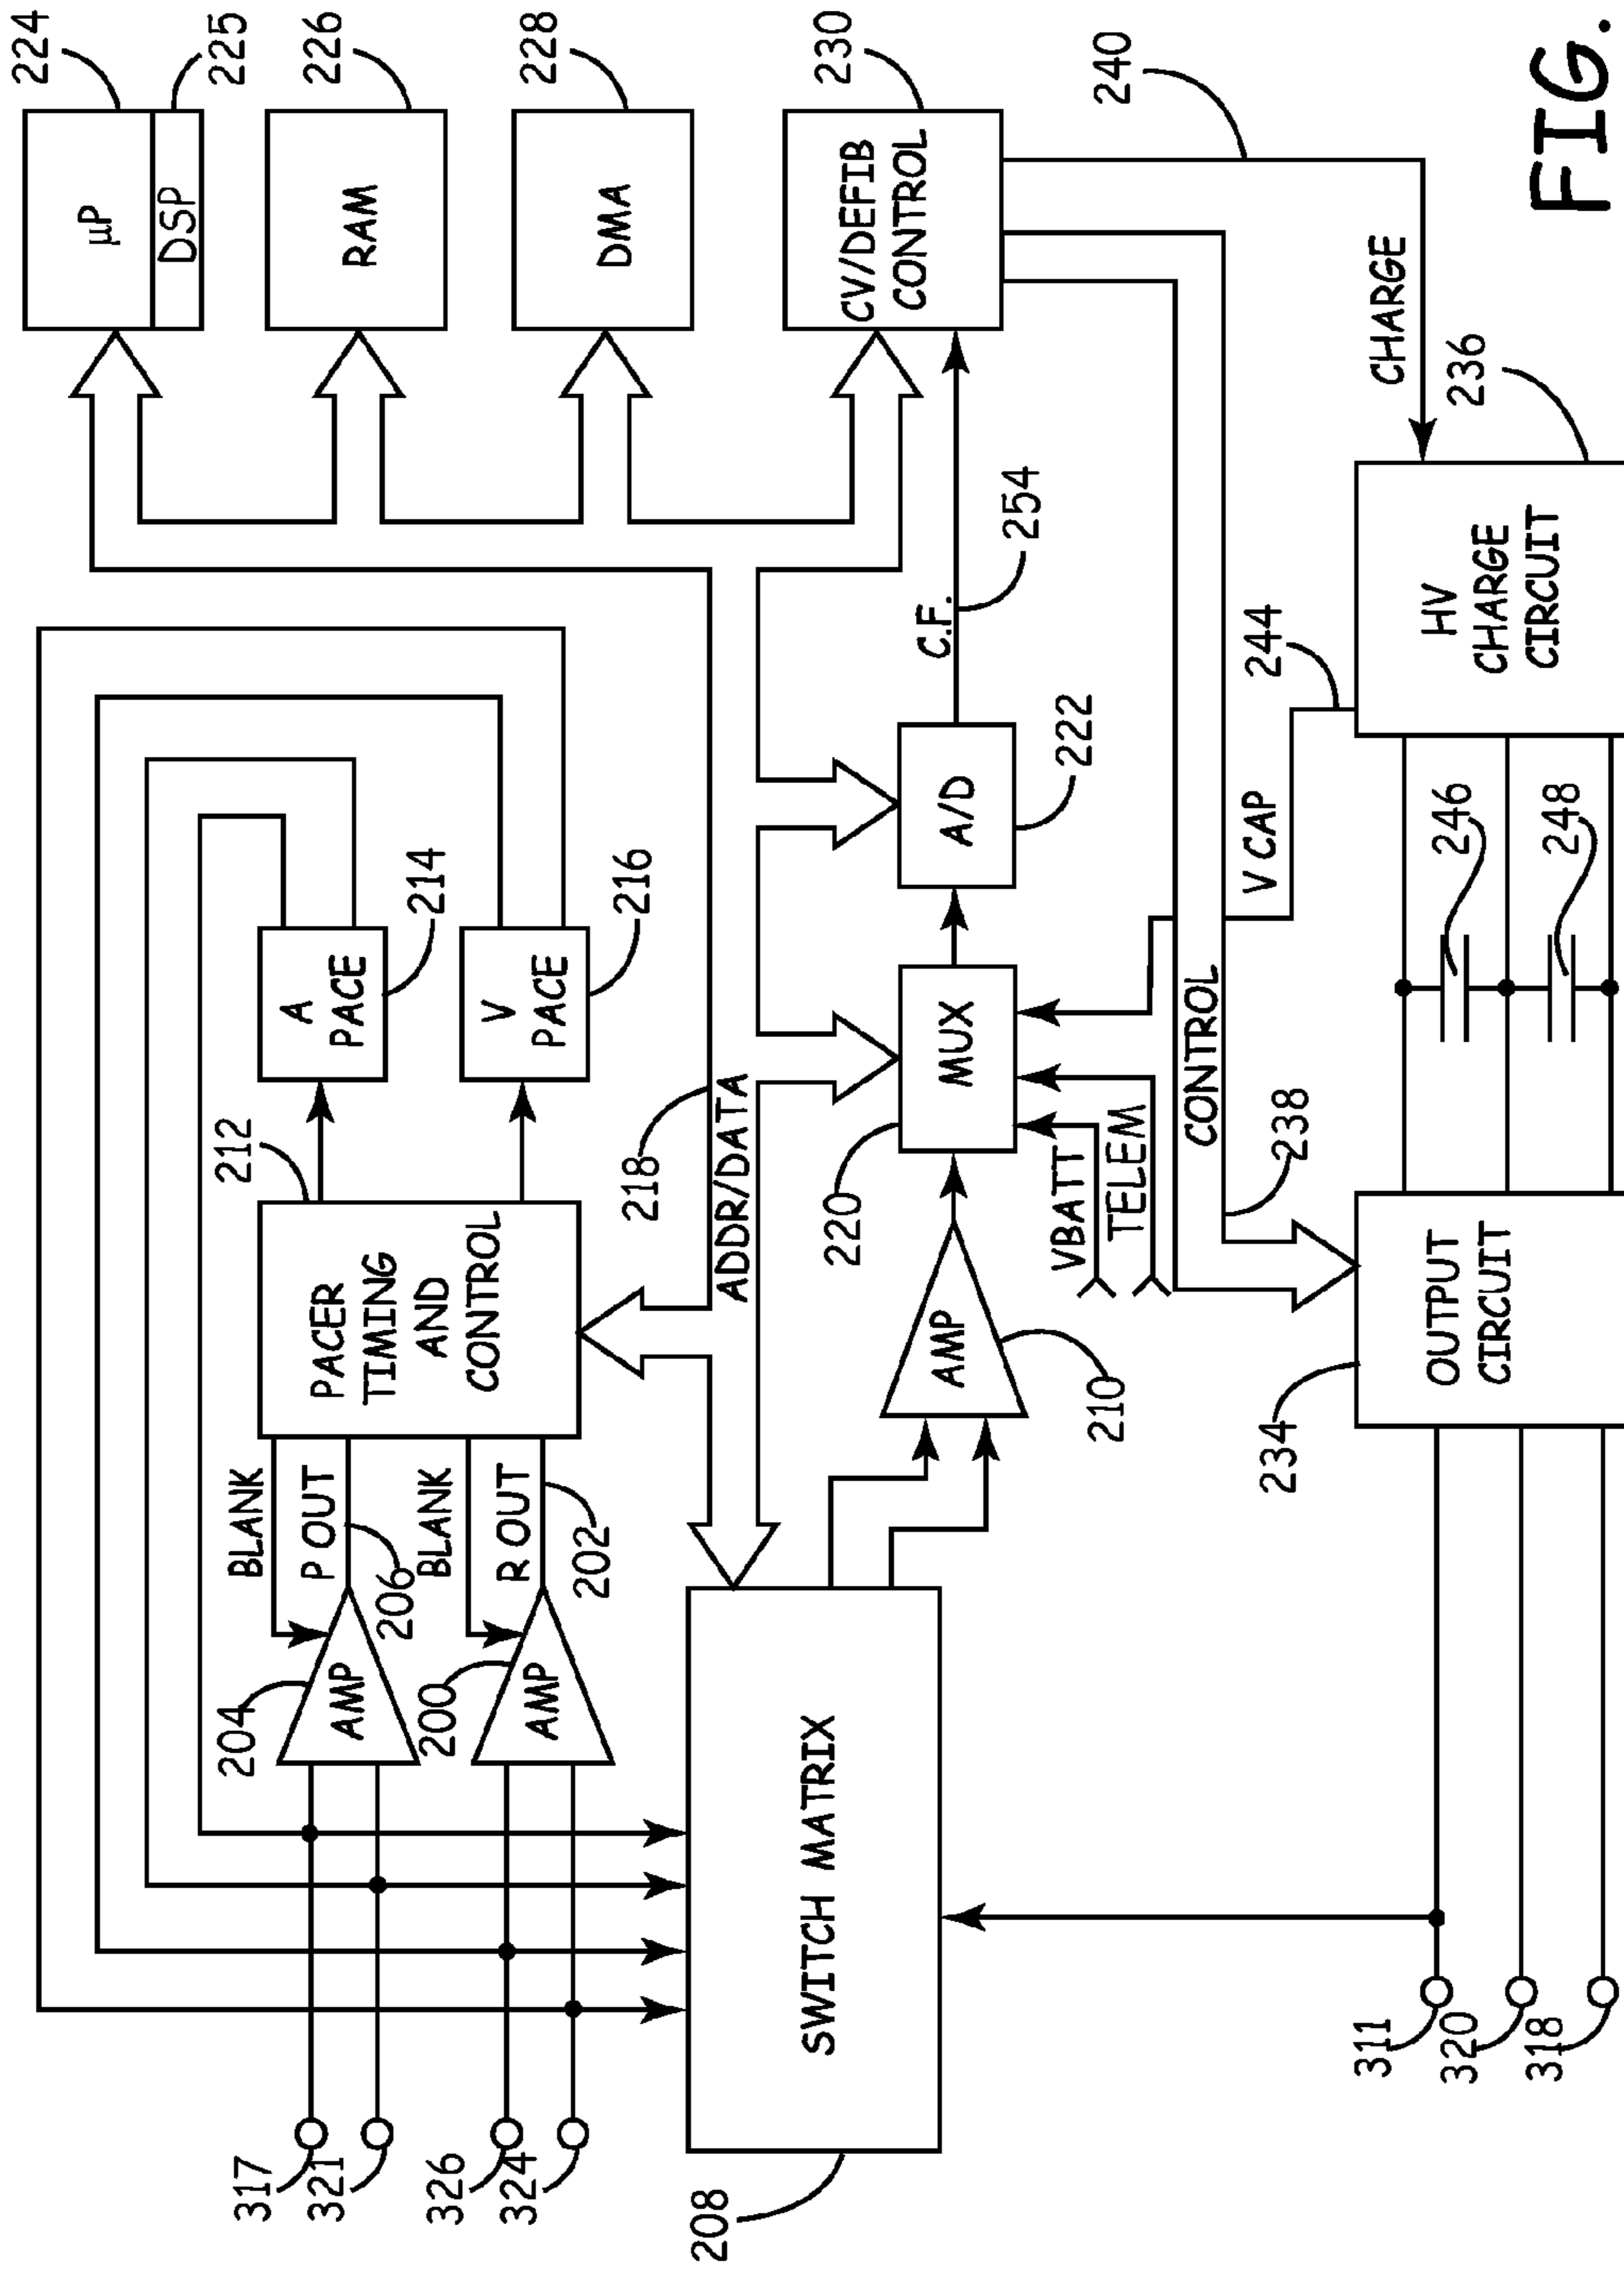 224
µP
DSP
225
RAM
226
DMA
228
CV/DEFIB
CONTROL
230
240
CHARGE
236
HV
CHARGE
CIRCUIT
C.F.
254
244
V CAP
246
248
A/D
222
A
PACE
214
V
PACE
216
212
PACER
TIMING
AND
CONTROL
218
ADDR/DATA
MUX
220
VBATT
TELEM
CONTROL
238
AMP
210
OUTPUT
CIRCUIT
234
BLANK
P OUT
206
BLANK
R OUT
202
204
AMP
200
AMP
SWITCH MATRIX
208
317
321
326
324
311
320
318
FIG.